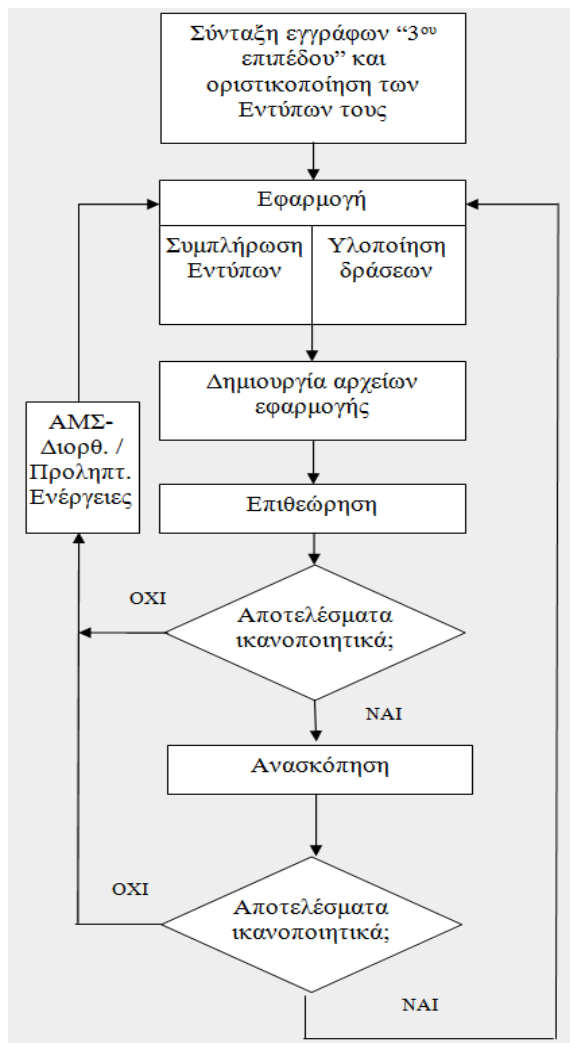 Σύνταξη εγγράφων “3ου
επιπέδου” και
οριστικοποίηση των
Εντύπων τους
Εφαρμογή
Συμπλήρωση
Εντύπων
Υλοποίηση
δράσεων
Δημιουργία αρχείων
εφαρμογής
ΑΜΣ-
Διορθ. /
Προληπτ.
Ενέργειες
Επιθεώρηση
ΟΧΙ
Αποτελέσματα
ικανοποιητικά;
ΝΑΙ
Ανασκόπηση
ΟΧΙ
Αποτελέσματα
ικανοποιητικά;
ΝΑΙ